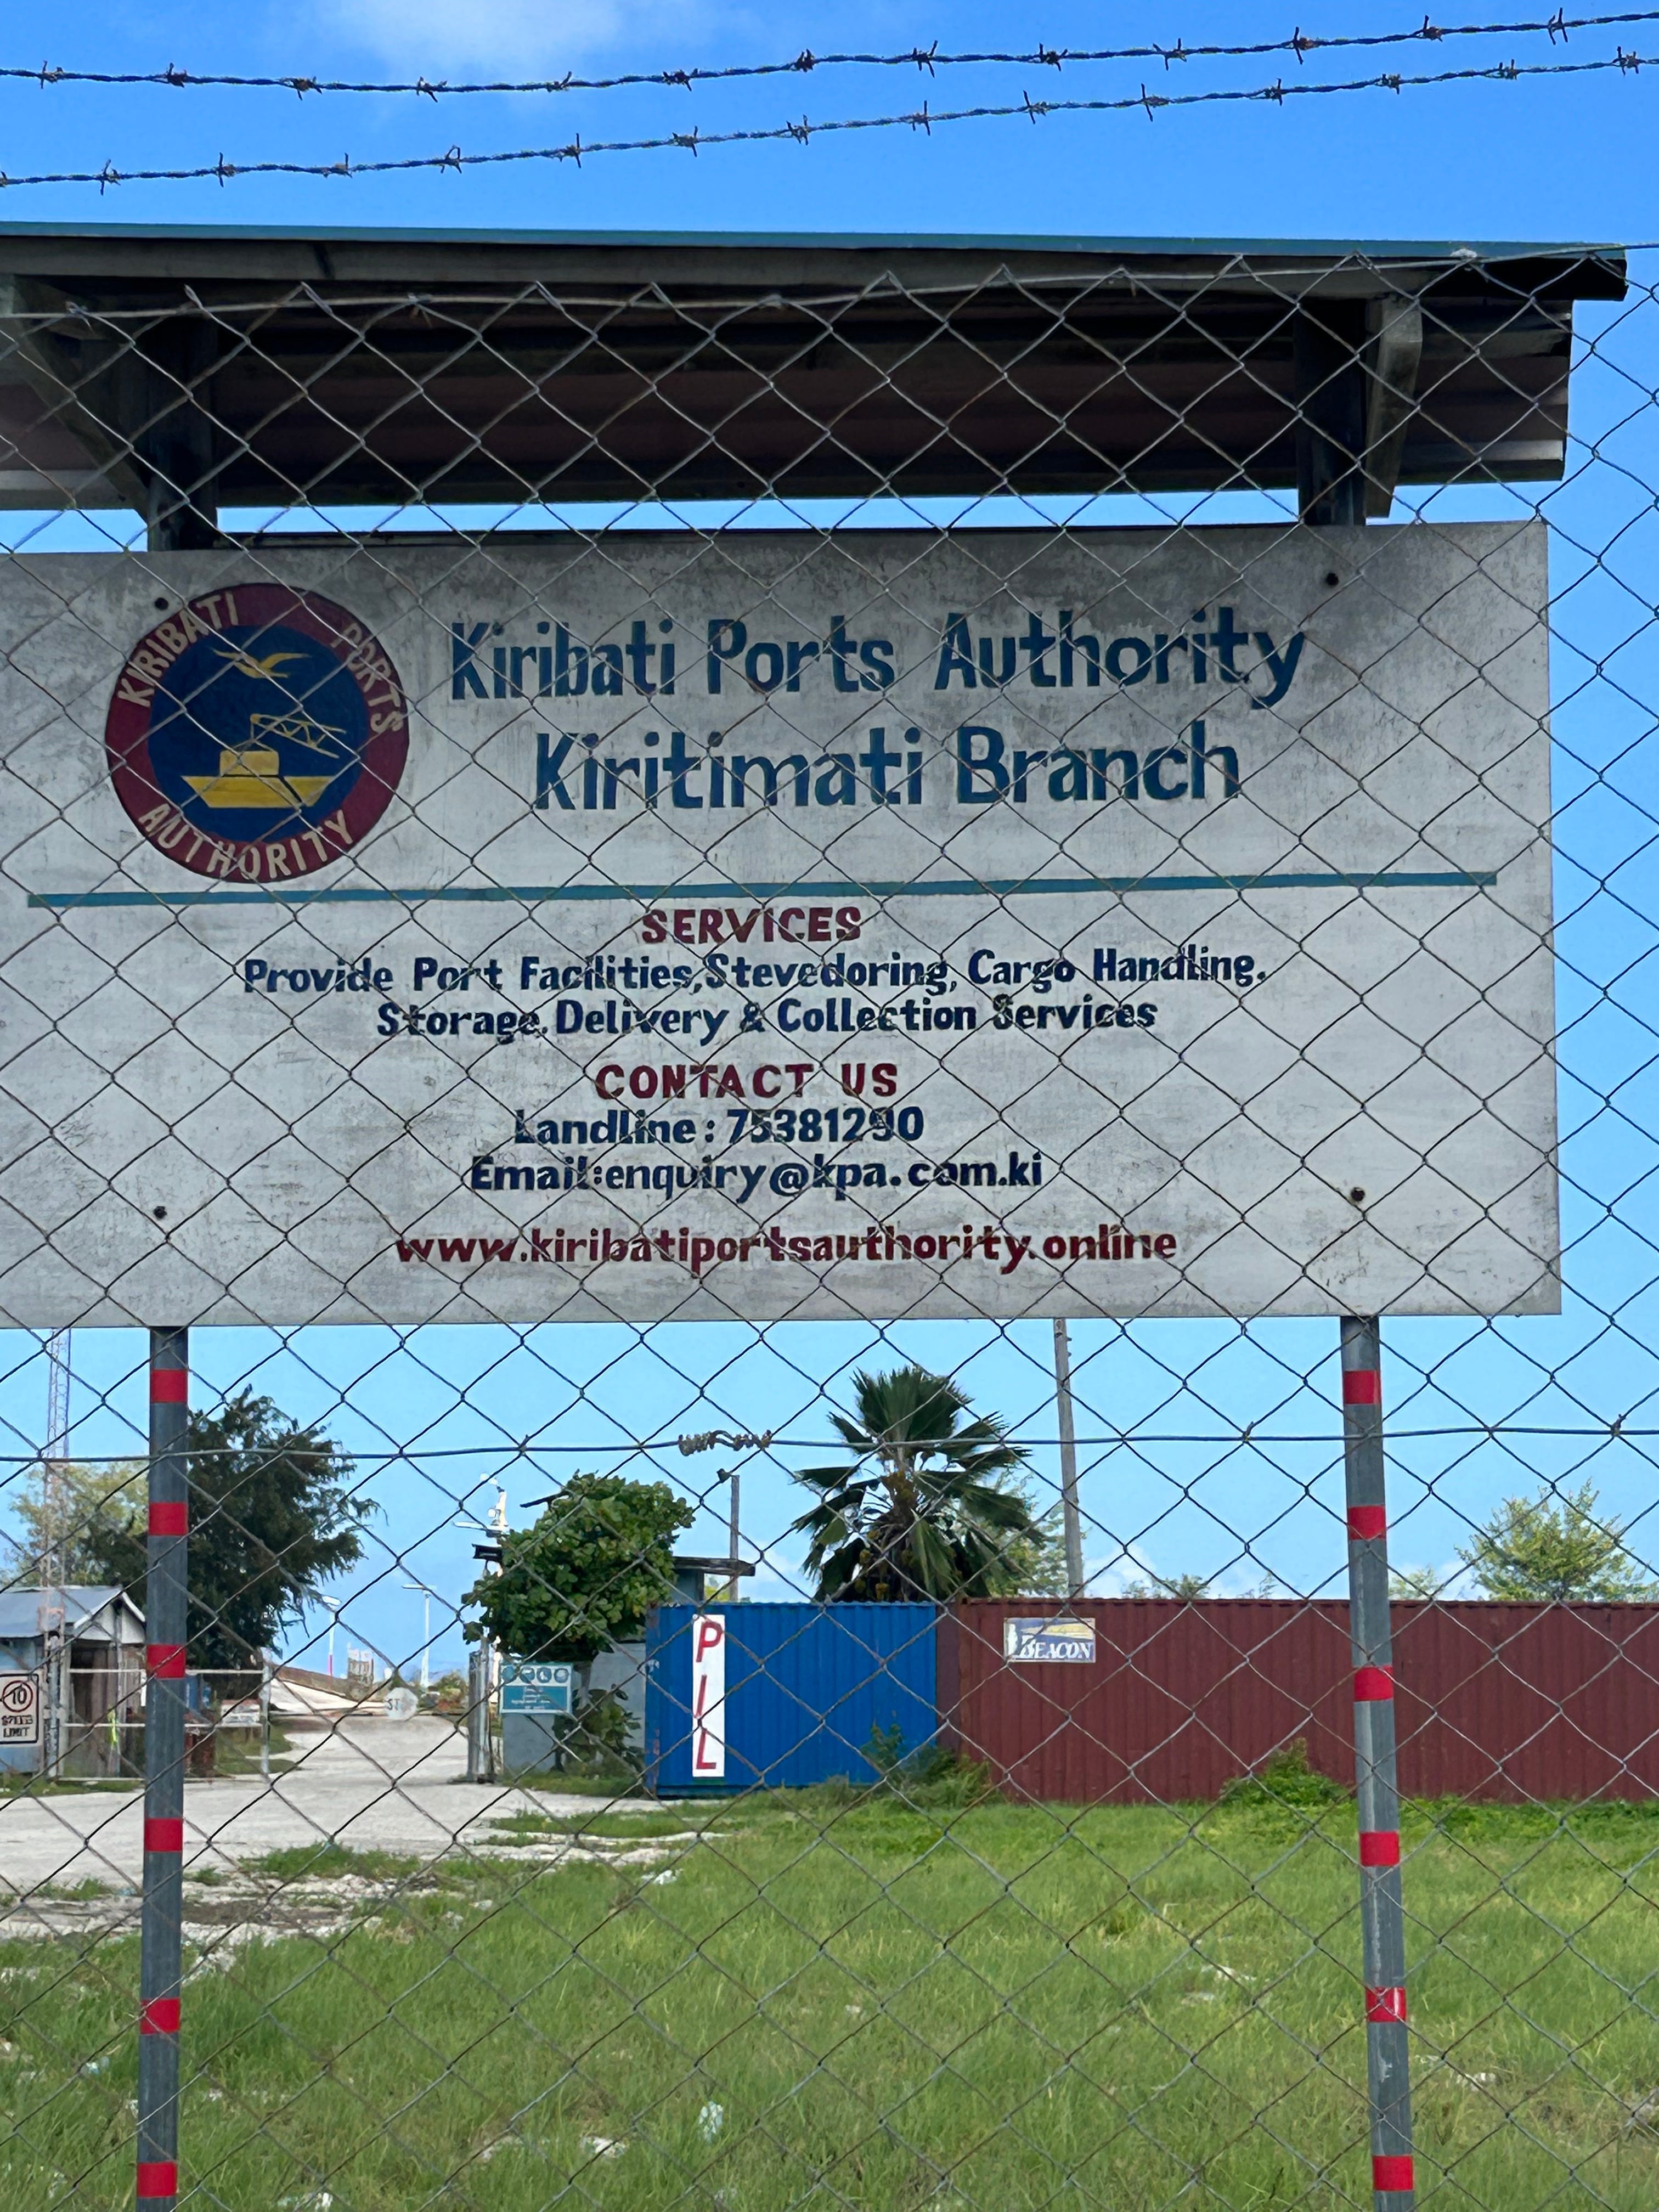 KIRIBATI PORTS
AUTHORITY
Kiribati Ports Authority
Kiritimati Branch
SERVICES
Provide Port Facilities,Stevedoring, Cargo Handling,
Storage, Delivery & Collection Services
CONTACT US
Landline: 75381290
Email:enquiry@kpa.com.ki
www.kiribatiportsauthority.online
PIL
BEACON
10
LIMIT